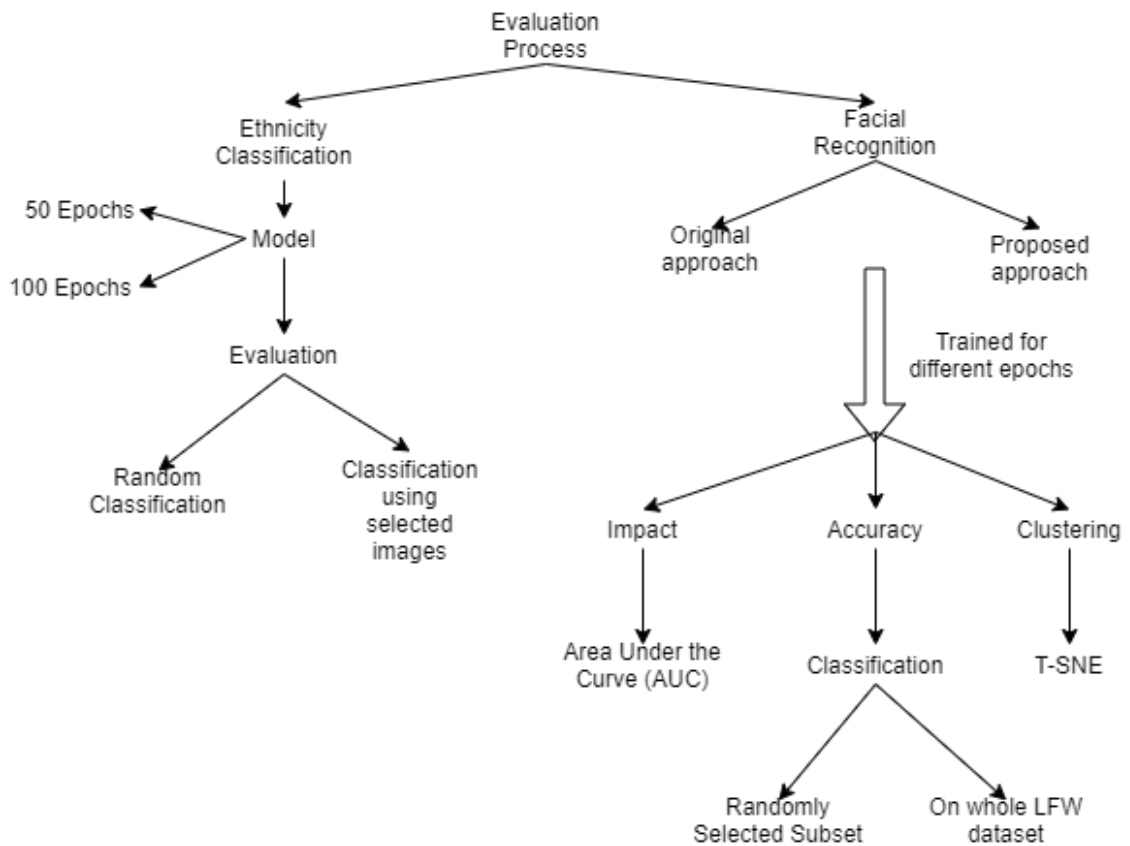 Evaluation
Process
Ethnicity
Classification
Facial
Recognition
50 Epochs
Model
100 Epochs
Original
approach
Proposed
approach
Trained for
different epochs
Evaluation
Random
Classification
Classification
using
selected
images
Impact
Accuracy
Clustering
Area Under the
Curve (AUC)
Classification
T-SNE
Randomly
Selected Subset
On whole LFW
dataset